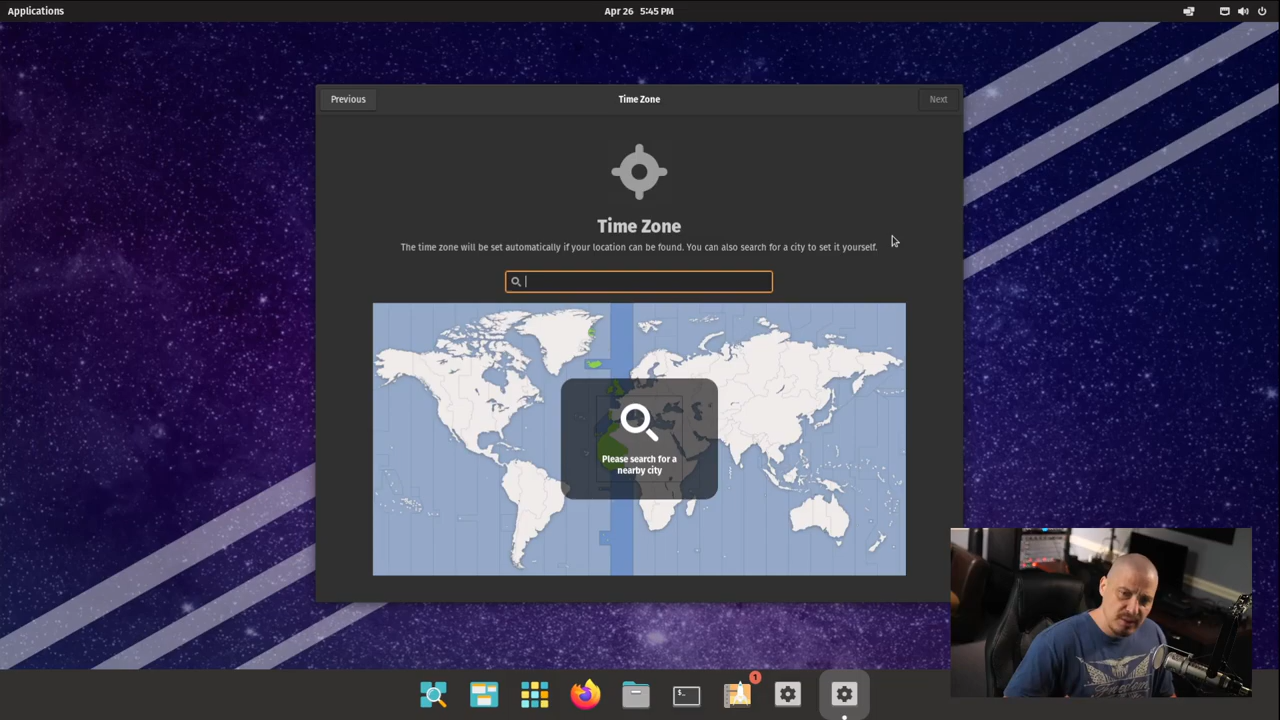 Applications
Apr 26 5:45 PM
Previous
Time Zone
Next
Time Zone
The time zone will be set automatically if your location can be found. You can also search for a city to set it yourself.
Please search for a
nearby city
1